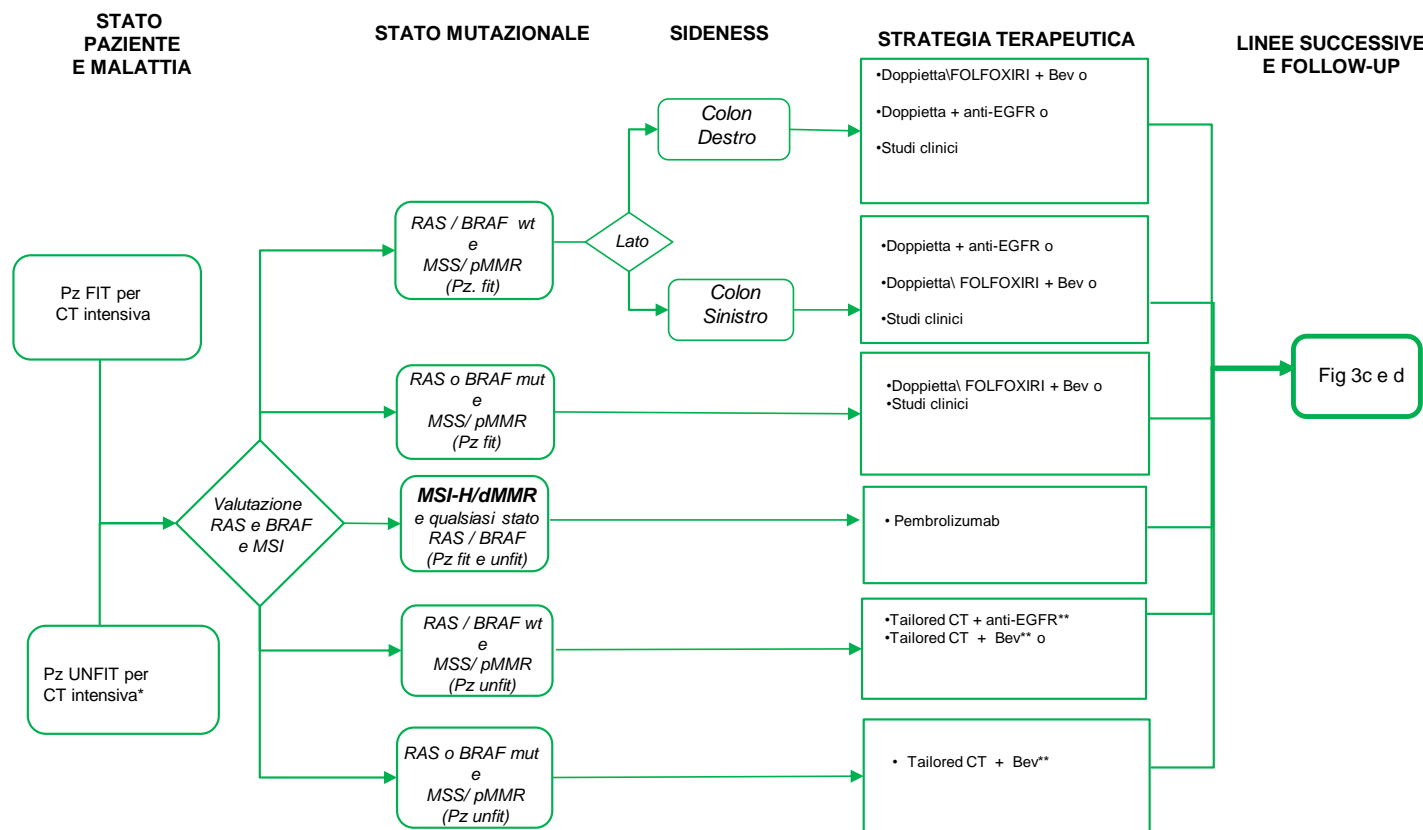 STATO
PAZIENTE
E MALATTIA
STATO MUTAZIONALE
SIDENESS
STRATEGIA TERAPEUTICA
LINEE SUCCESSIVE
E FOLLOW-UP
Pz FIT per
CT intensiva
Pz UNFIT per
CT intensiva*
Valutazione
RAS e BRAF
e MSI
RAS / BRAF wt
e
MSS/ pMMR
(Pz. fit)
Lato
Colon
Destro
Colon
Sinistro
•Doppietta\FOLFOXIRI + Bev o
•Doppietta + anti-EGFR o
•Studi clinici
•Doppietta + anti-EGFR o
•Doppietta\ FOLFOXIRI + Bev o
•Studi clinici
RAS o BRAF mut
e
MSS/ pMMR
(Pz fit)
•Doppietta\ FOLFOXIRI + Bev o
•Studi clinici
MSI-H/dMMR
e qualsiasi stato
RAS / BRAF
(Pz fit e unfit)
• Pembrolizumab
RAS / BRAF wt
e
MSS/ pMMR
(Pz unfit)
•Tailored CT + anti-EGFR**
•Tailored CT + Bev** o
RAS o BRAF mut
e
MSS/ pMMR
(Pz unfit)
• Tailored CT + Bev**
Fig 3c e d